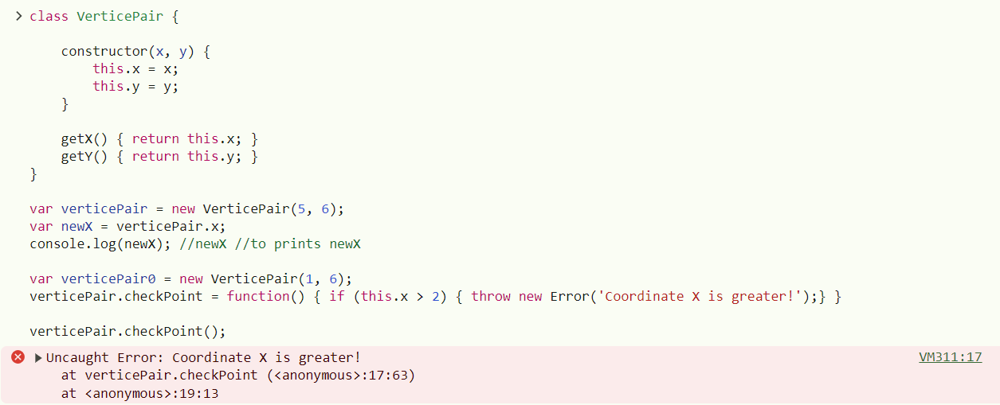 class VerticePair {
constructor(x, y) {
this.x = x;
this.y = y;
}
getX() { return this.x; }
getY() { return this.y; }
}
var verticePair = new VerticePair(5, 6);
var newX = verticePair.x;
console.log(newX); //newX //to prints newX
var verticePair0 = new VerticePair(1, 6);
verticePair.checkPoint = function() { if (this.x > 2) { throw new Error('Coordinate X is greater!');} }
verticePair.checkPoint();
Uncaught Error: Coordinate X is greater! VM311:17
at verticePair.checkPoint (<anonymous>:17:63)
at <anonymous>:19:13